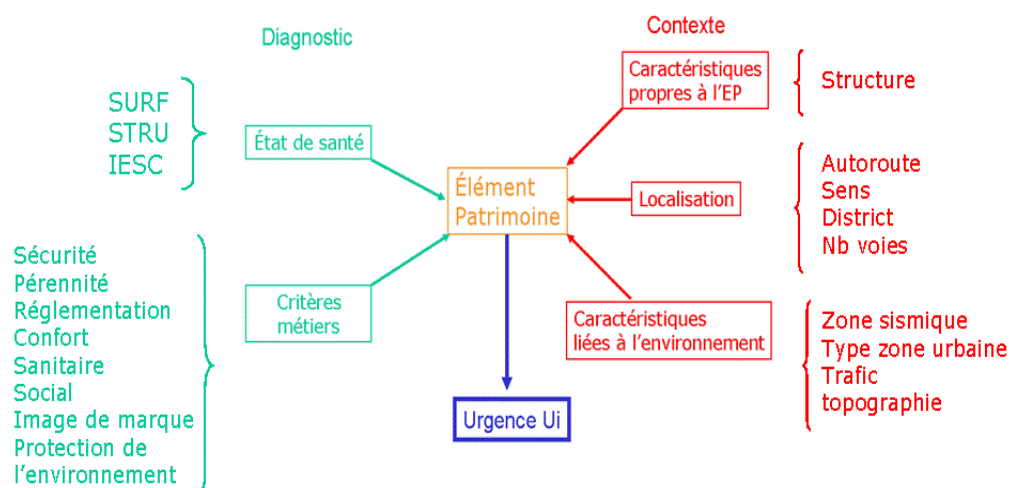 Diagnostic
SURF
STRU
IESC
État de santé
Sécurité
Pérennité
Réglementation
Confort
Sanitaire
Social
Image de marque
Protection de
l'environnement
Critères
métiers
Élément
Patrimoine
Urgence Ui
Contexte
Caractéristiques
propres à l'EP
Structure
Localisation
Autoroute
Sens
District
Nb voies
Caractéristiques
liées à l'environnement
Zone sismique
Type zone urbaine
Trafic
topographie